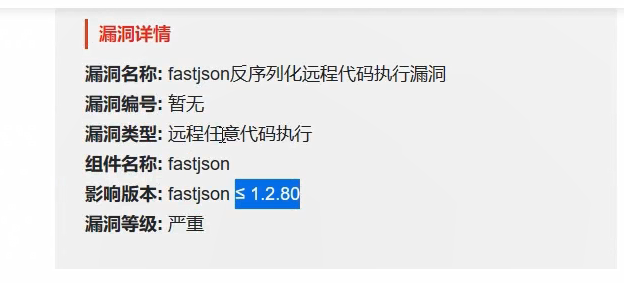 漏洞详情
漏洞名称: fastjson反序列化远程代码执行漏洞
漏洞编号: 暂无
漏洞类型: 远程任意代码执行
组件名称: fastjson
影响版本: fastjson ≤ 1.2.80
漏洞等级: 严重